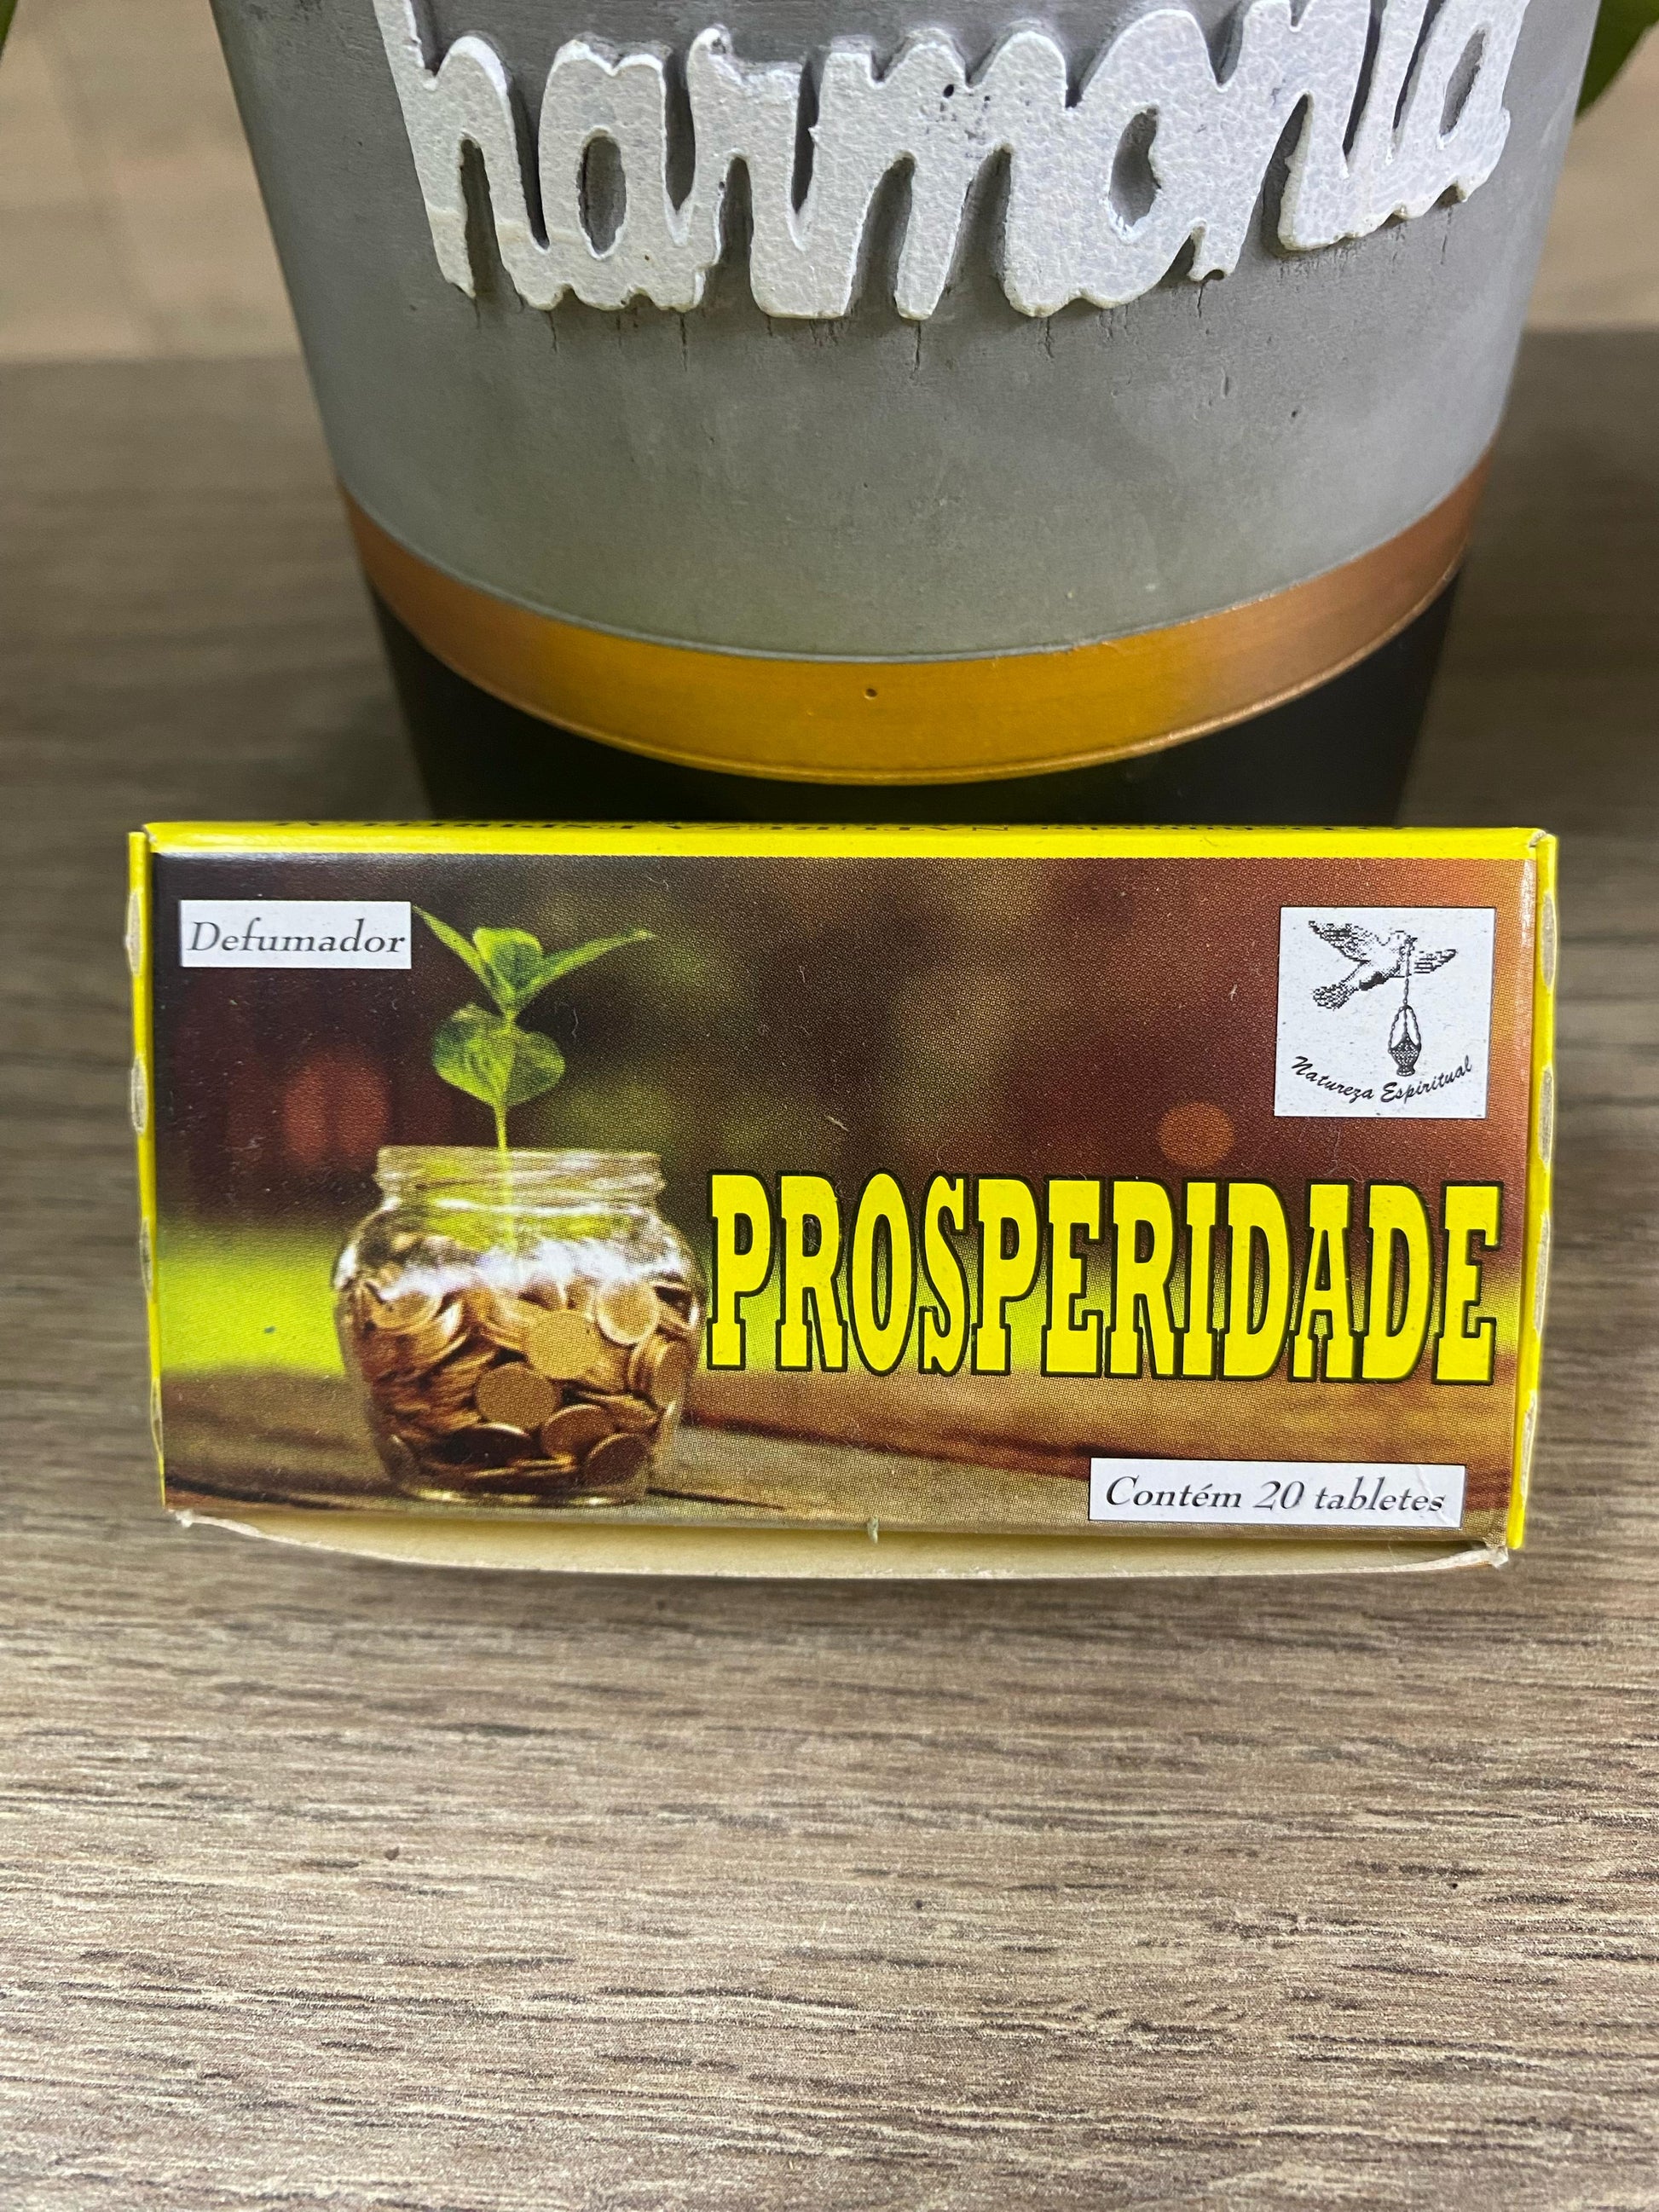 harmonia
Defumador
Natureza Espiritual
PROSPERIDADE
Contém 20 tabletes